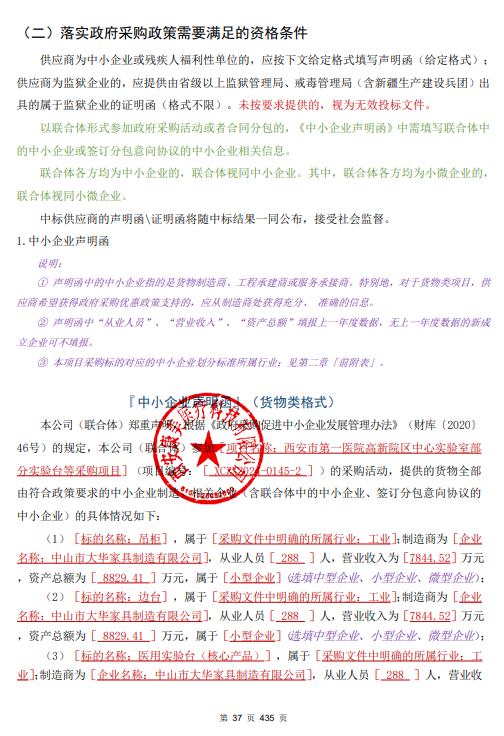 （二）落实政府采购政策需要满足的资格条件
供应商为中小企业或残疾人福利性单位的，应按下文给定格式填写声明函（给定格式）；
供应商为监狱企业的，应提供由省级以上监狱管理局、戒毒管理局（含新疆生产建设兵团）出
具的属于监狱企业的证明函（格式不限）。未按要求提供的，视为无效投标文件。
以联合体形式参加政府采购活动或者合同分包的，《中小企业声明函》中需填写联合体中
的中小企业或签订分包意向协议的中小企业相关信息。
联合体各方均为中小企业的，联合体视同中小企业。其中，联合体各方均为小微企业的，
联合体视同小微企业。
中标供应商的声明函\证明函将随中标结果一同公布，接受社会监督。
1.中小企业声明函
说明：
① 声明函中的中小企业指的是货物制造商、工程承建商或服务承接商。特别地，对于货物类项目，供
应商希望获得政府采购优惠政策支持的，应从制造商处获得充分、 准确的信息。
② 声明函中“从业人员”、“营业收入”、“资产总额”填报上一年度数据，无上一年度数据的新成
立企业可不填报。
③ 本项目采购标的对应的中小企业划分标准所属行业：见第二章「前附表」。
『中小企业声明函』（货物类格式）
本公司（联合体）郑重声明，根据《政府采购促进中小企业发展管理办法》（财库〔2020〕
46号）的规定，本公司（联合体）参加［项目名称：西安市第一医院高新院区中心实验室部
分实验台等采购项目］（项目编号：	-0145-2 ］）的采购活动，提供的货物全部
由符合政策要求的中小企业制造。相关企业（含联合体中的中小企业、签订分包意向协议的
中小企业）的具体情况如下：
（1）［标的名称：吊柜］，属于［采购文件中明确的所属行业：工业］；制造商为［企业
名称：中山市大华家具制造有限公司］，从业人员［ 288 ］人，营业收入为［7844.52］万元
，资产总额为［ 8829.41 ］万元，属于［小型企业］（选填中型企业、小型企业、微型企业）；
（2）［标的名称：边台］，属于［采购文件中明确的所属行业：工业］；制造商为［企业
名称：中山市大华家具制造有限公司］，从业人员［ 288 ］人，营业收入为［7844.52］万元
，资产总额为［ 8829.41 ］万元，属于［小型企业］（选填中型企业、小型企业、微型企业）；
（3）［标的名称：医用实验台（核心产品）］，属于［采购文件中明确的所属行业：工
业］；制造商为［企业名称：中山市大华家具制造有限公司］，从业人员［ 288 ］人，营业收
第 37 页 435 页